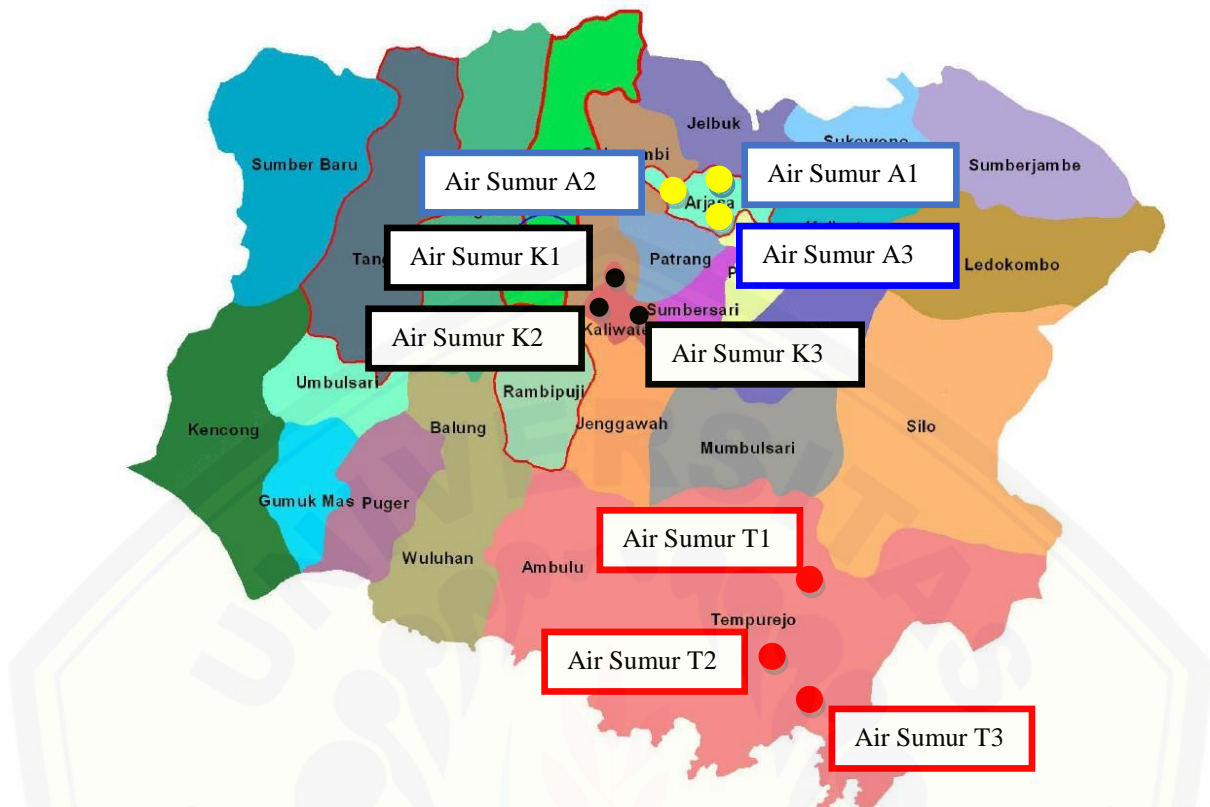 Jelbuk
Sumber Baru
Sumberjambe
Air Sumur A2
Air Sumur A1
Arjasa
Air Sumur K1
Patrang
Air Sumur A3
Ledokombo
Sumbersari
Air Sumur K2
Air Sumur K3
Umbulsari
Rambipuji
Kencong
Balung
Jenggawah
Silo
Mumbulsari
Gumuk Mas
Puger
Air Sumur T1
Wuluhan
Ambulu
Tempurejo
Air Sumur T2
Air Sumur T3
UNIVERSITAS